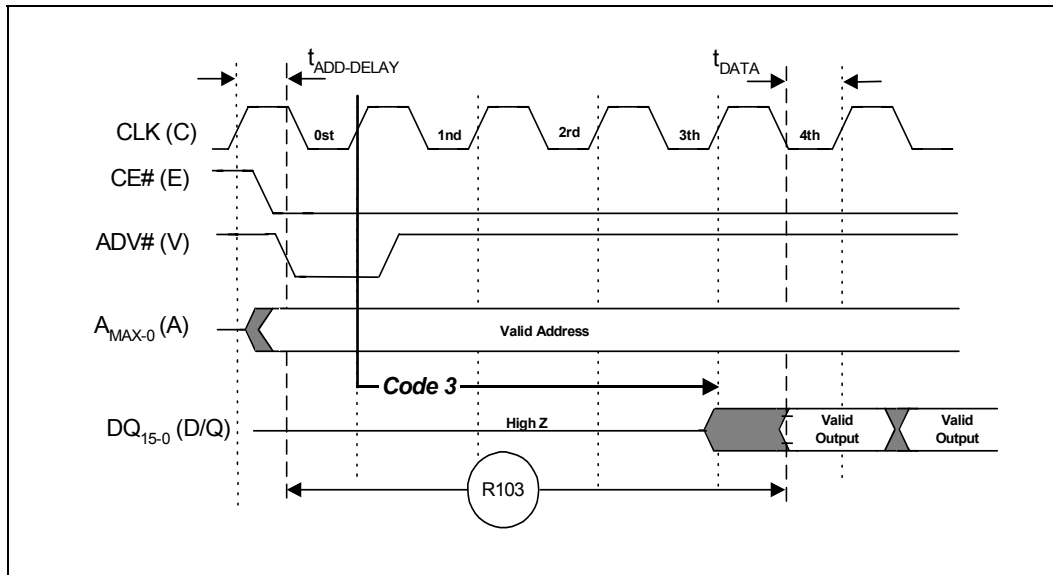 tADD-DELAY
tDATA
CLK (C)
0st
1nd
2rd
3th
4th
CE# (E)
ADV# (V)
AMAX-0 (A)
Valid Address
Code 3
DQ15-0 (D/Q)
High Z
Valid
Output
Valid
Output
R103